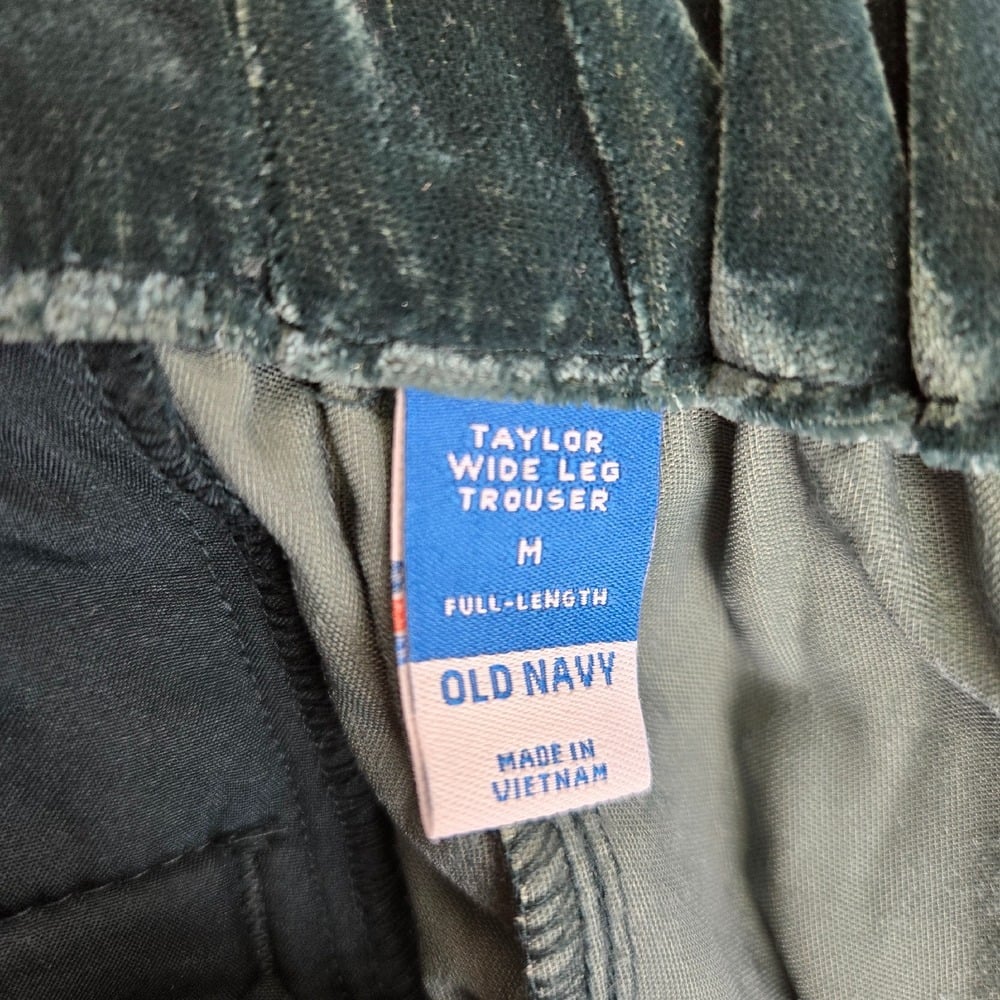 TAYLOR
WIDE LEG
TROUSER
M
FULL-LENGTH
OLD NAVY
MADE IN
VIETNAM